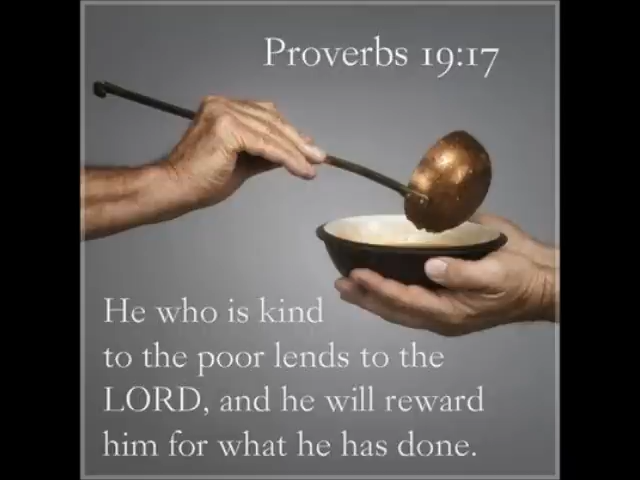 Proverbs 19:17
He who is kind
to the poor lends to the
LORD, and he will reward
him for what he has done.